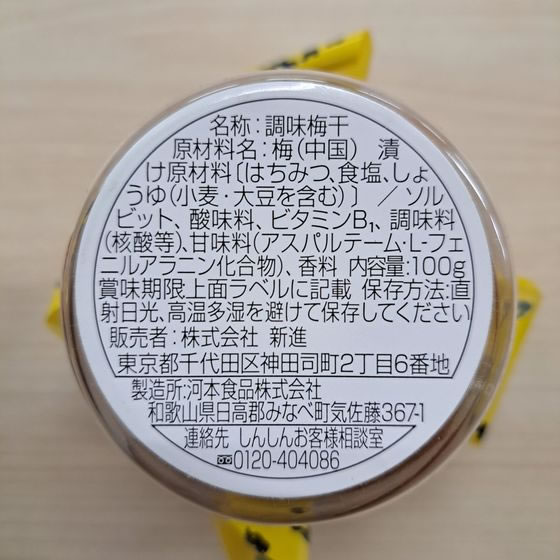 名称:調味梅干
原材料名:梅(中国) 漬
け原材料〔はちみつ、食塩、しょ
うゆ(小麦・大豆を含む)〕 / ソル
ビット、酸味料、ビタミンB₁、調味料
(核酸等)、甘味料(アスパルテーム・L-フェ
ニルアラニン化合物)、香料 内容量:100g
賞味期限上面ラベルに記載 保存方法:直
射日光、高温多湿を避けて保存してください
販売者:株式会社 新進
東京都千代田区神田司町2丁目6番地
製造所:河本食品株式会社
和歌山県日高郡みなべ町気佐藤367-1
連絡先 しんしんお客様相談室
0120-404086